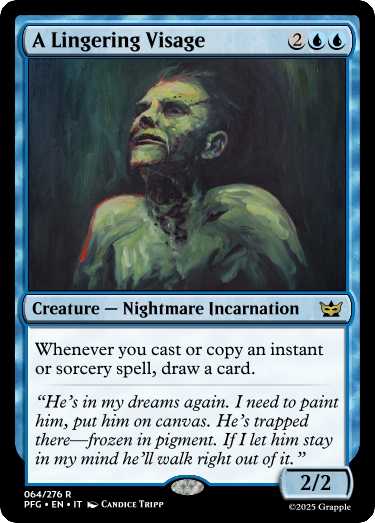 A Lingering Visage 2
Creature — Nightmare Incarnation
Whenever you cast or copy an instant
or sorcery spell, draw a card.
“He’s in my dreams again. I need to paint
him, put him on canvas. He’s trapped
there—frozen in pigment. If I let him stay
in my mind he’ll walk right out of it.”
2/2
064/276 R
PFG • EN • IT Candice Tripp
©2025 Grapple